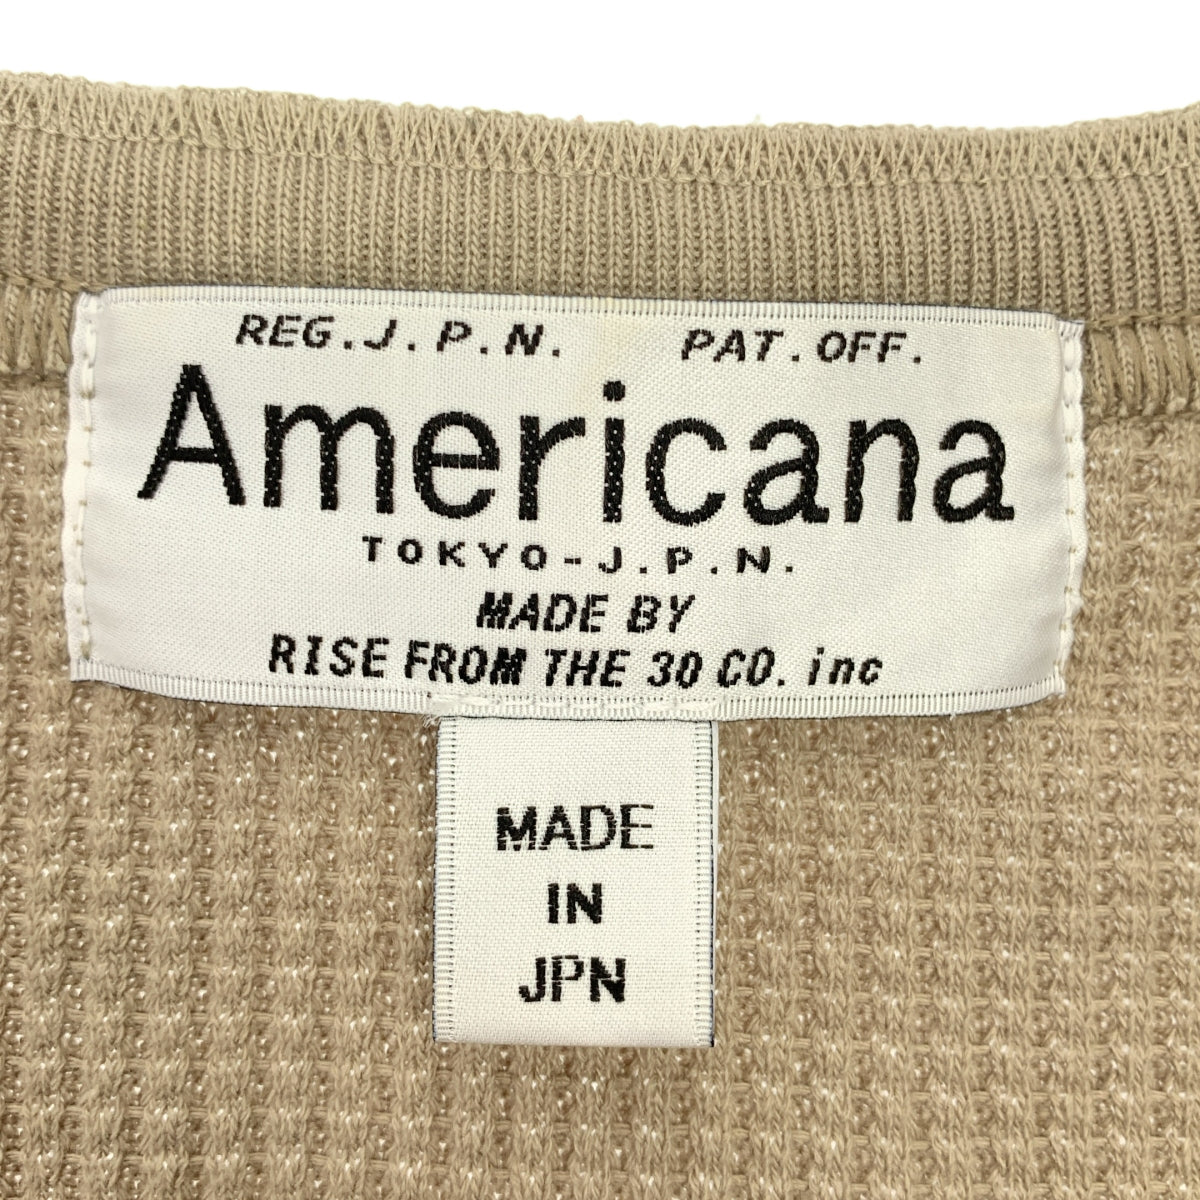 REG.J.P.N. PAT.OFF.
Americana
TOKYO-J.P.N.
MADE BY
RISE FROM THE 30 CO. inc
MADE
IN
JPN